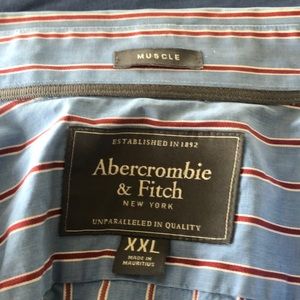 MUSCLE
ESTABLISHED IN 1892
Abercrombie
& Fitch
NEW YORK
UNPARALLELED IN QUALITY
XXL
MADE IN
MAURITIUS